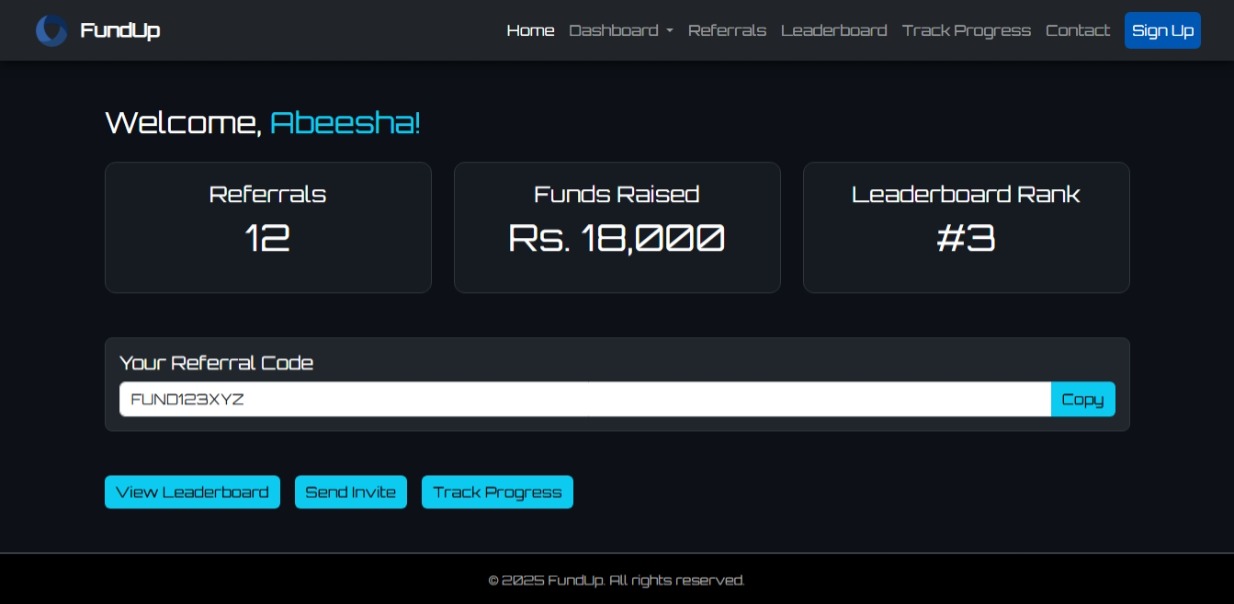 FundUp Home Dashboard Referrals Leaderboard Track Progress Contact Sign Up
Welcome, Abeesha!
Referrals Funds Raised Leaderboard Rank
12 Rs. 18,000 #3
Your Referral Code
FUND123XYZ Copy
View Leaderboard Send Invite Track Progress
© 2025 FundUp. All rights reserved.